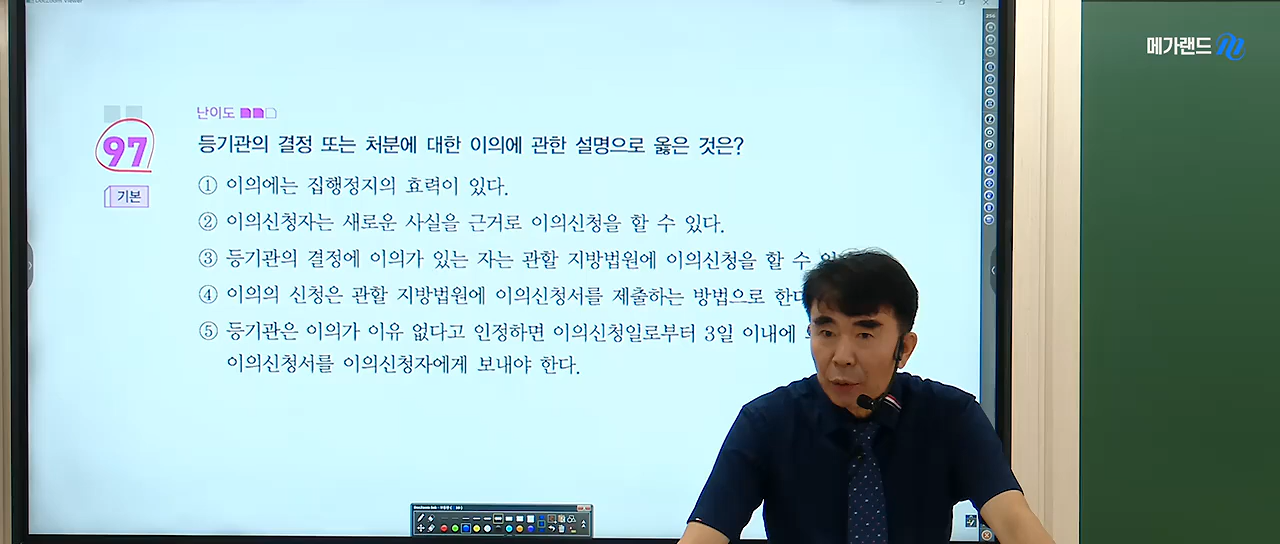 메가랜드
난이도
97
기본
등기관의 결정 또는 처분에 대한 이의에 관한 설명으로 옳은 것은?
① 이의에는 집행정지의 효력이 있다.
② 이의신청자는 새로운 사실을 근거로 이의신청을 할 수 있다.
③ 등기관의 결정에 이의가 있는 자는 관할 지방법원에 이의신청을 할 수
④ 이의의 신청은 관할 지방법원에 이의신청서를 제출하는 방법으로
⑤ 등기관은 이의가 이유 없다고 인정하면 이의신청일로부터 3일 이내에
이의신청서를 이의신청자에게 보내야 한다.